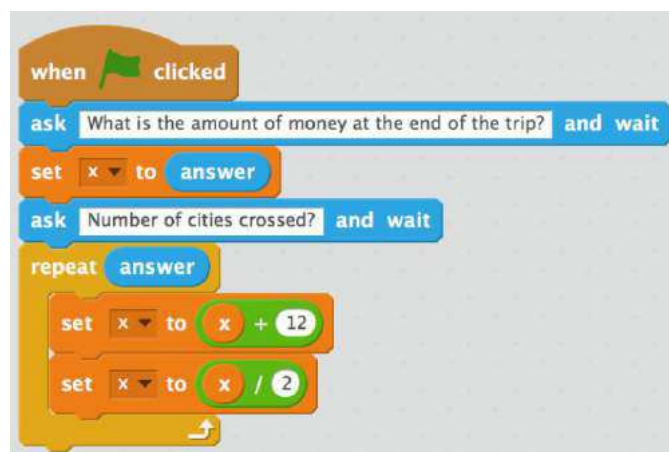 when clicked
ask What is the amount of money at the end of the trip? and wait
set x to answer
ask Number of cities crossed? and wait
repeat answer
set x to x + 12
set x to x / 2